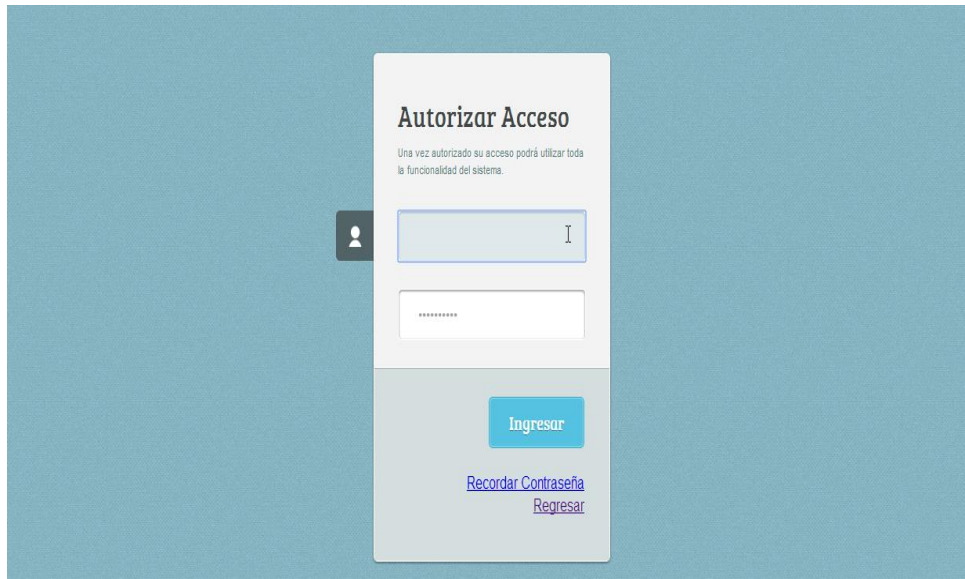 Autorizar Acceso
Una vez autorizado su acceso podrá utilizar toda
la funcionalidad del sistema.
••••••••••
Ingresar
Recordar Contraseña
Regresar